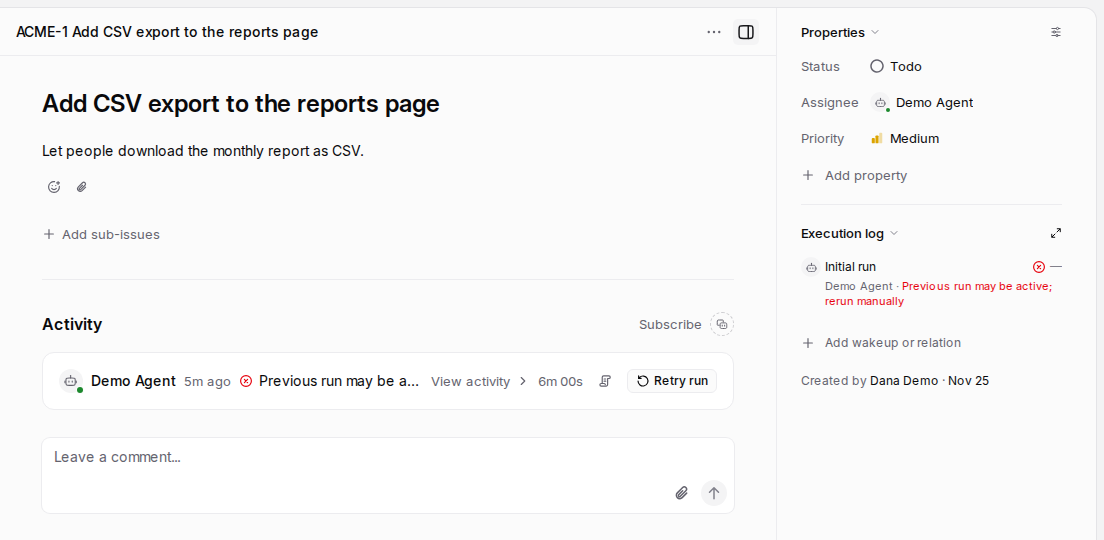 ACME-1 Add CSV export to the reports page
Add CSV export to the reports page
Let people download the monthly report as CSV.
Add sub-issues
Activity
Subscribe
Demo Agent 5m ago Previous run may be a... View activity 6m 00s Retry run
Leave a comment...
Properties
Status Todo
Assignee Demo Agent
Priority Medium
Add property
Execution log
Initial run —
Demo Agent · Previous run may be active;
rerun manually
Add wakeup or relation
Created by Dana Demo · Nov 25